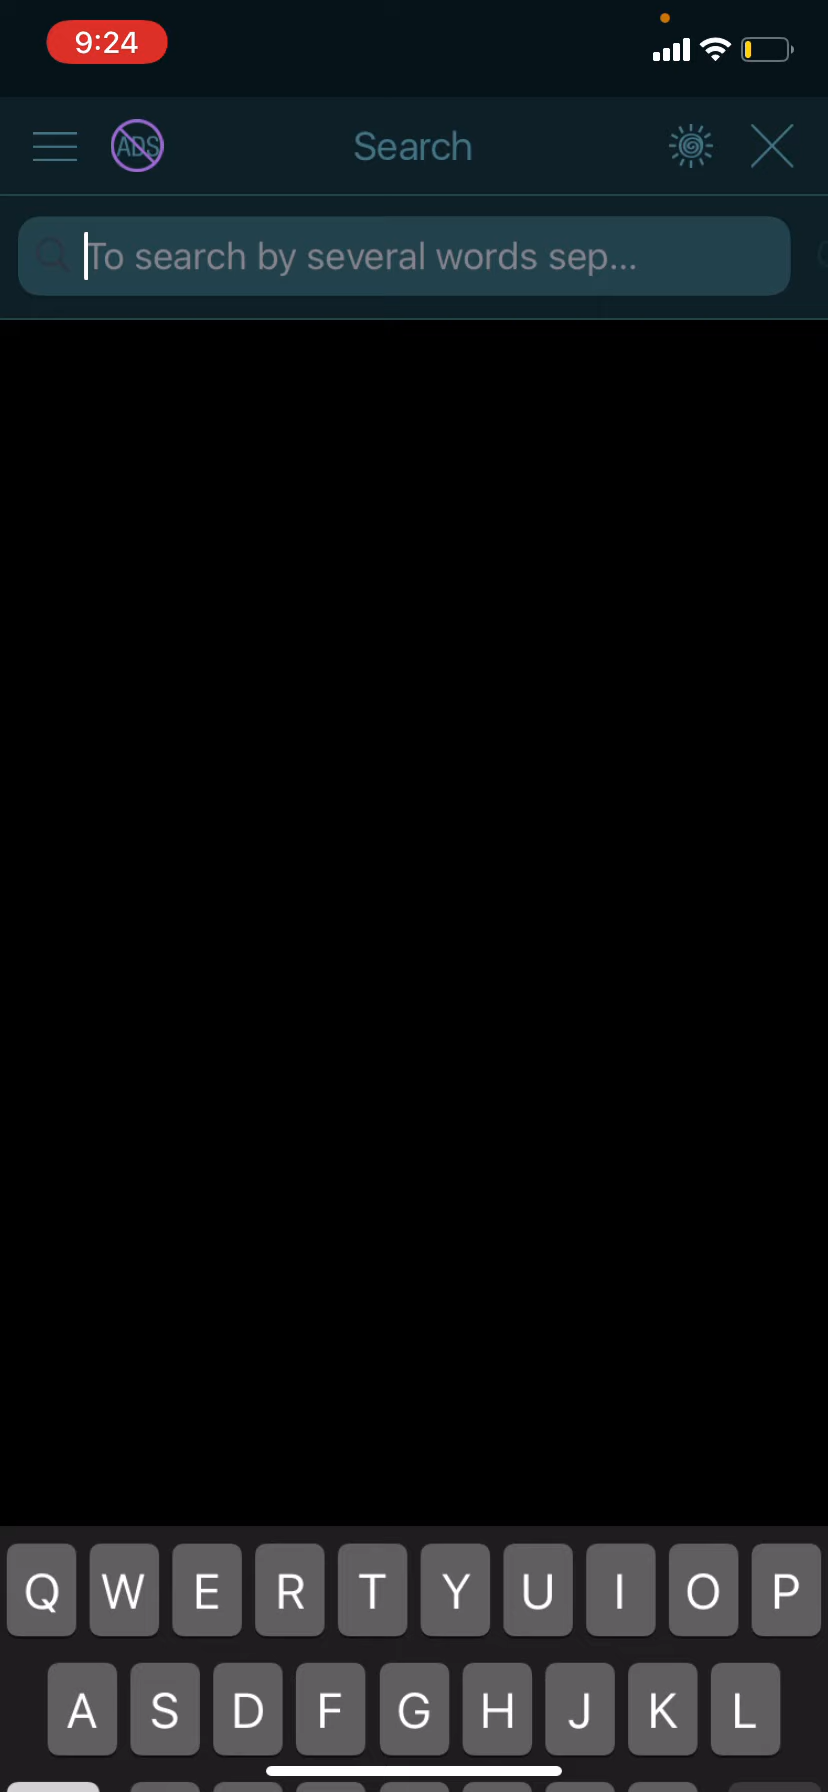 9:24
ADS
Search
To search by several words sep...
Q W E R T Y U I O P
A S D F G H J K L